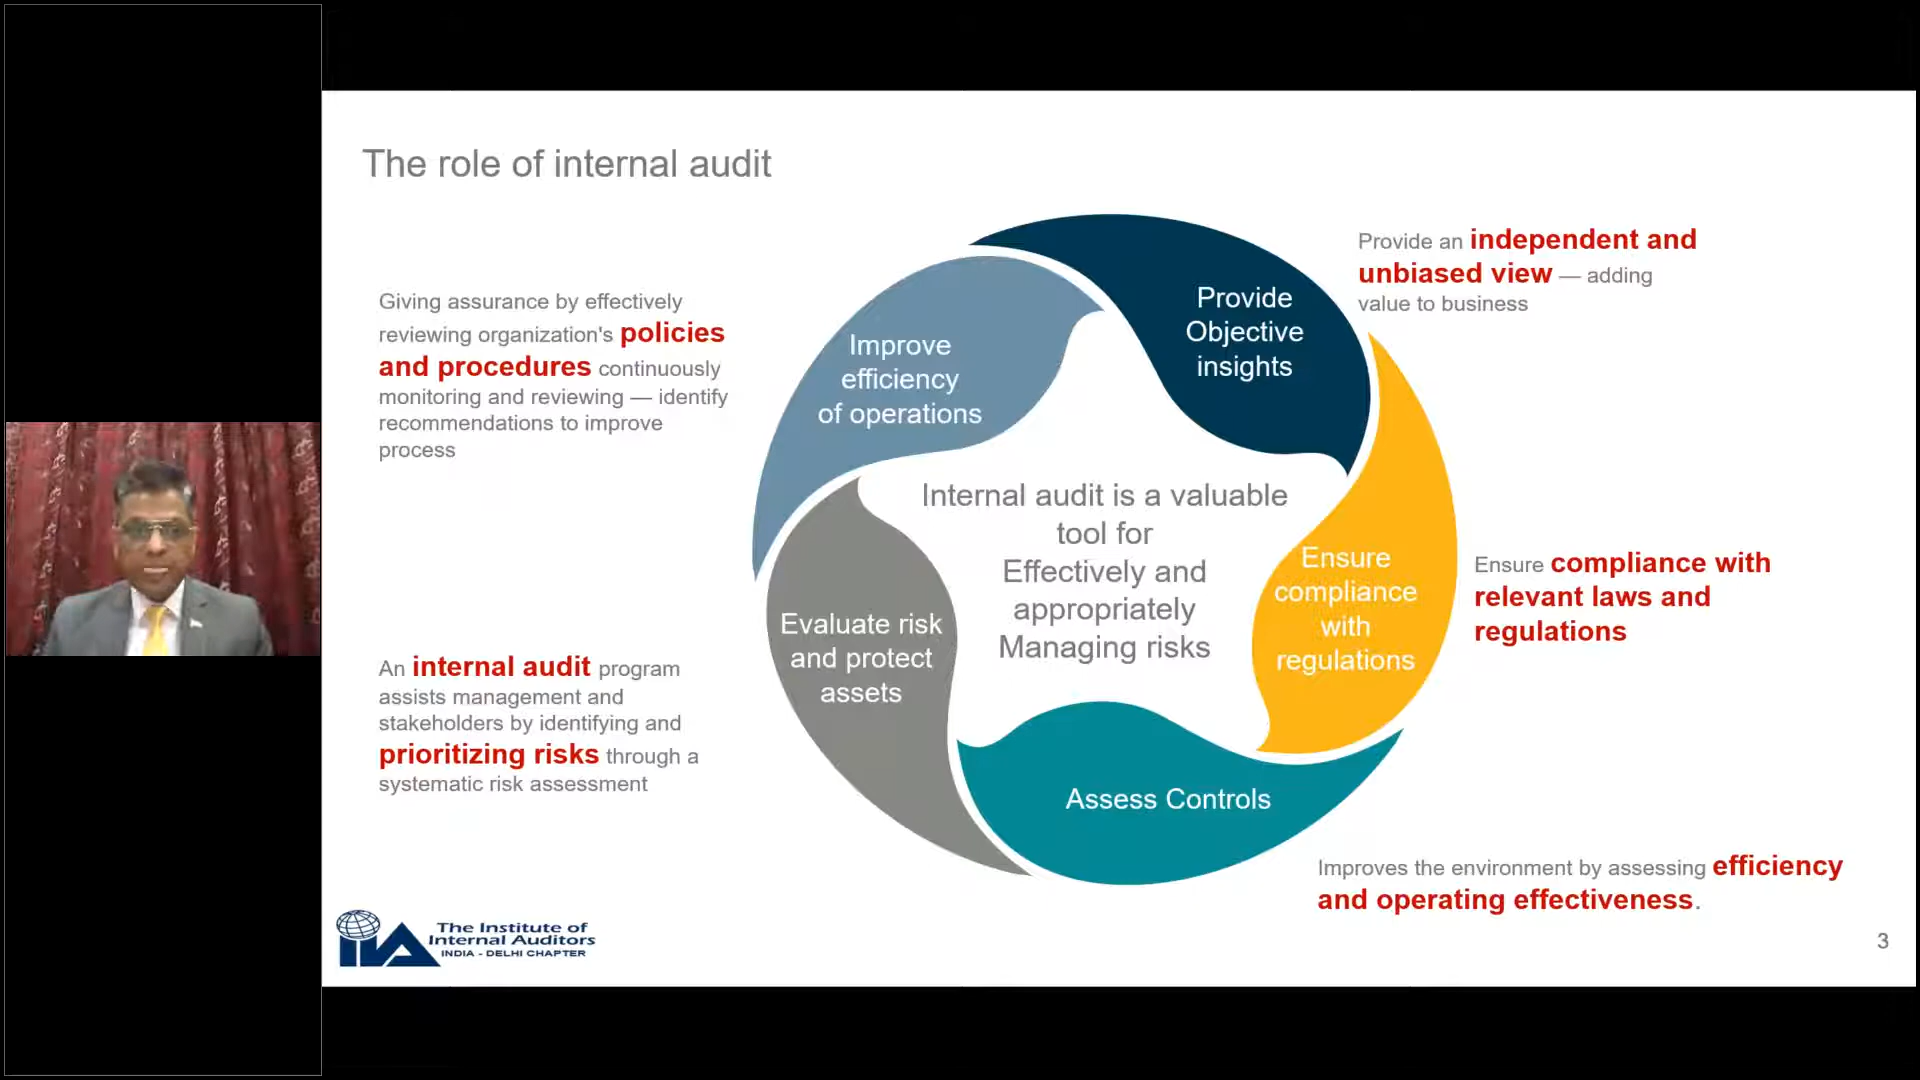 The role of internal audit
Giving assurance by effectively
reviewing organization's policies
and procedures continuously
monitoring and reviewing — identify
recommendations to improve
process
An internal audit program
assists management and
stakeholders by identifying and
prioritizing risks through a
systematic risk assessment
Improve
efficiency
of operations
Provide
Objective
insights
Evaluate risk
and protect
assets
Internal audit is a valuable
tool for
Effectively and
appropriately
Managing risks
Ensure
compliance
with
regulations
Assess Controls
Provide an independent and
unbiased view — adding
value to business
Ensure compliance with
relevant laws and
regulations
Improves the environment by assessing efficiency
and operating effectiveness.
IIA
The Institute of
Internal Auditors
INDIA - DELHI CHAPTER
3